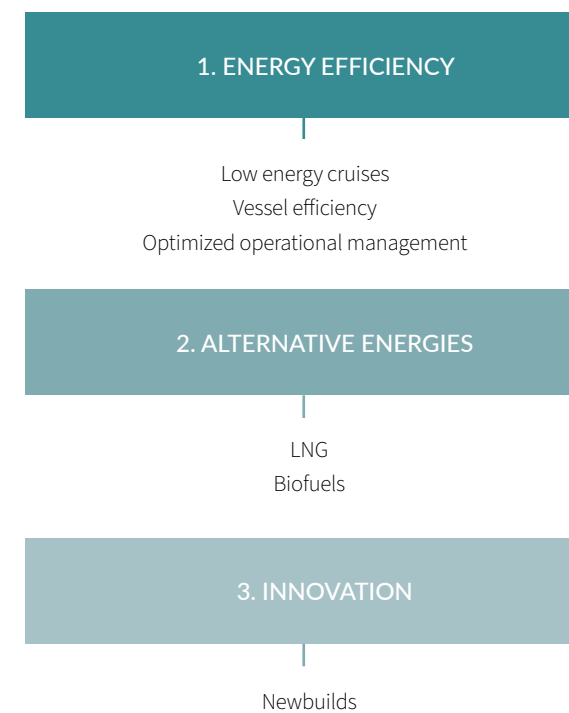 1. ENERGY EFFICIENCY
Low energy cruises
Vessel efficiency
Optimized operational management
2. ALTERNATIVE ENERGIES
LNG
Biofuels
3. INNOVATION
Newbuilds